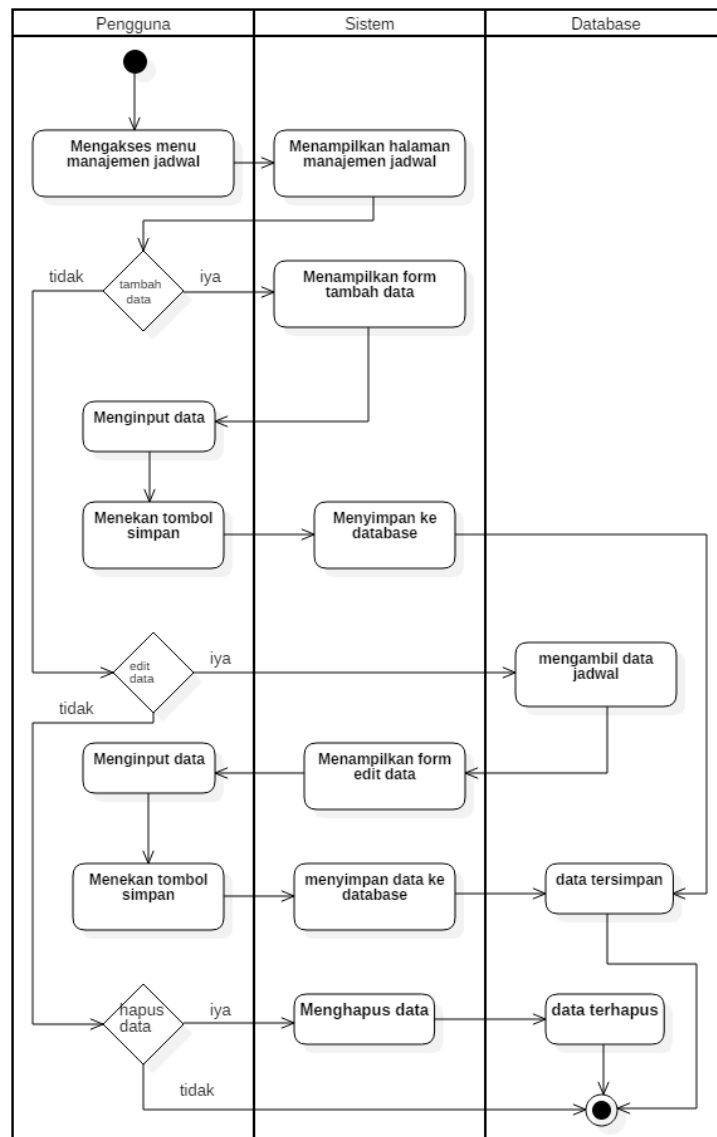 Pengguna
Sistem
Database
Mengakses menu
manajemen jadwal
Menampilkan halaman
manajemen jadwal
tidak
tambah
data
iya
Menampilkan form
tambah data
Menginput data
Menekan tombol
simpan
Menyimpan ke
database
edit
data
iya
mengambil data
jadwal
tidak
Menginput data
Menampilkan form
edit data
Menekan tombol
simpan
menyimpan data ke
database
data tersimpan
hapus
data
iya
Menghapus data
data terhapus
tidak